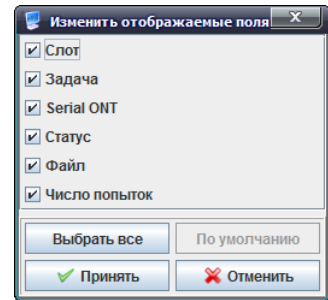 Изменить отображаемые поля
Слот
Задача
Serial ONT
Статус
Файл
Число попыток
Выбрать все
По умолчанию
Принять
Отменить